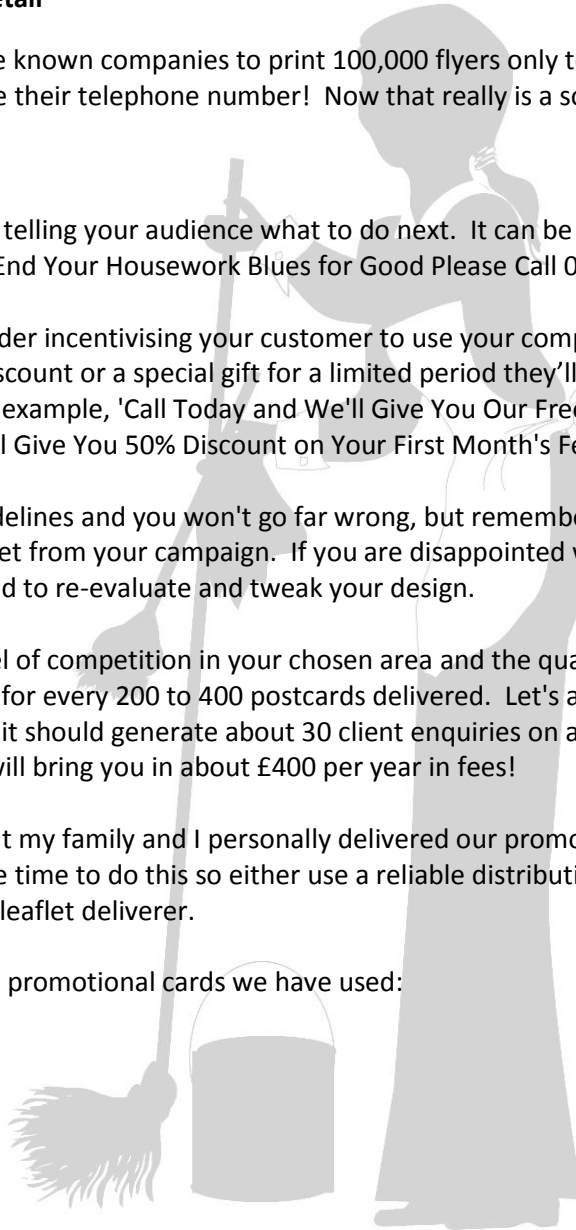 etail
e known companies to print 100,000 flyers only t
e their telephone number!  Now that really is a s
telling your audience what to do next.  It can be
End Your Housework Blues for Good Please Call 0
der incentivising your customer to use your comp
scount or a special gift for a limited period they'll
example, 'Call Today and We'll Give You Our Free
l Give You 50% Discount on Your First Month's Fe
delines and you won't go far wrong, but rememb
et from your campaign.  If you are disappointed
d to re-evaluate and tweak your design.
el of competition in your chosen area and the qua
for every 200 to 400 postcards delivered.  Let's a
it should generate about 30 client enquiries on a
will bring you in about £400 per year in fees!
t my family and I personally delivered our promo
e time to do this so either use a reliable distributi
leaflet deliverer.
promotional cards we have used: